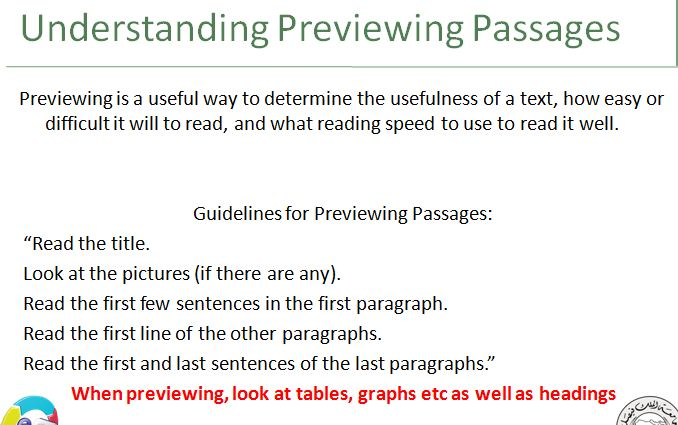 Understanding Previewing Passages
Previewing is a useful way to determine the usefulness of a text, how easy or
difficult it will to read, and what reading speed to use to read it well.
Guidelines for Previewing Passages:
“Read the title.
Look at the pictures (if there are any).
Read the first few sentences in the first paragraph.
Read the first line of the other paragraphs.
Read the first and last sentences of the last paragraphs.”
When previewing, look at tables, graphs etc as well as headings